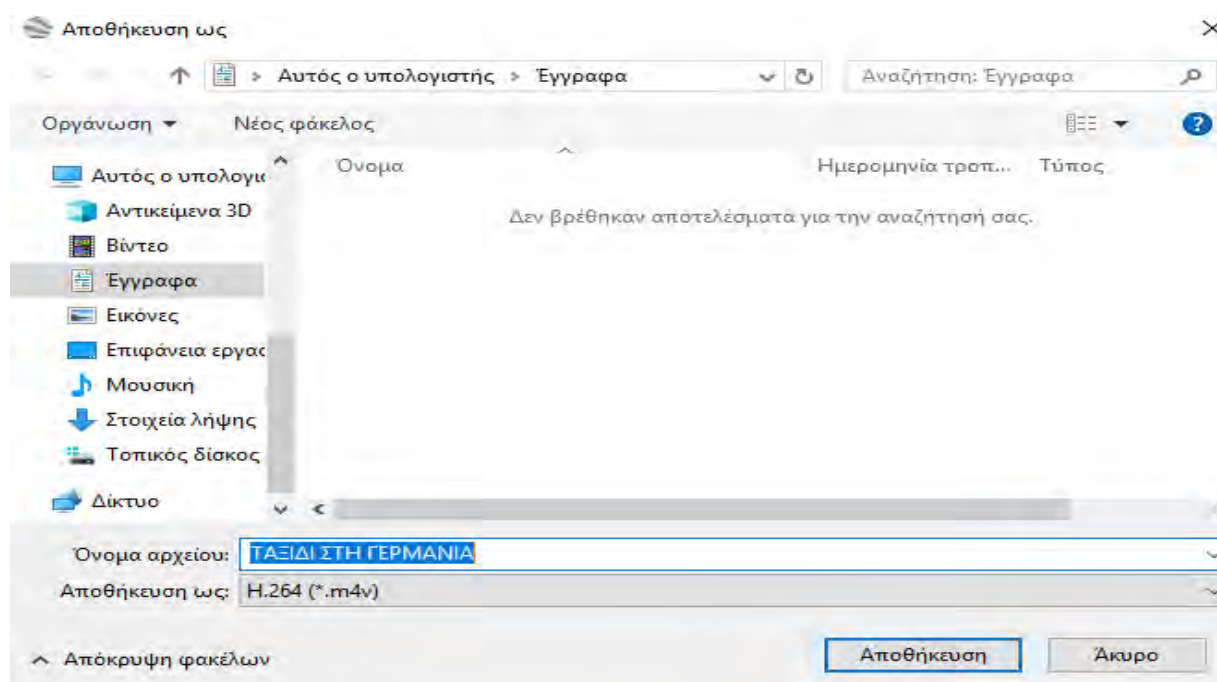 Αποθήκευση ως
Αυτός ο υπολογιστής > Έγγραφα
Αναζήτηση: Έγγραφα
Οργάνωση
Νέος φάκελος
Όνομα
Ημερομηνία τροπ...
Τύπος
Δεν βρέθηκαν αποτελέσματα για την αναζήτησή σας.
Αυτός ο υπολογι
Αντικείμενα 3D
Βίντεο
Έγγραφα
Εικόνες
Επιφάνεια εργασ
Μουσική
Στοιχεία λήψης
Τοπικός δίσκος
Δίκτυο
Όνομα αρχείου: ΤΑΞΙΔΙ ΣΤΗ ΓΕΡΜΑΝΙΑ
Αποθήκευση ως: H.264 (*.m4v)
Απόκρυψη φακέλων
Αποθήκευση
Άκυρο